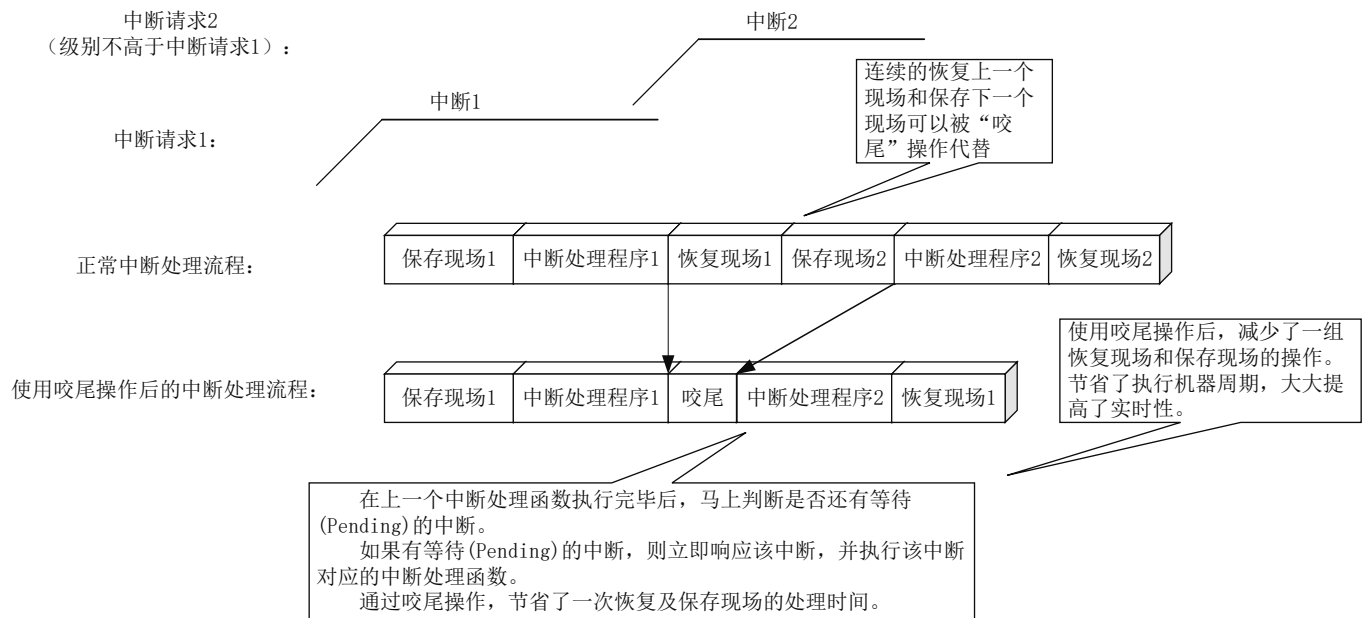 中断请求2
（级别不高于中断请求1）：
中断2
连续的恢复上一个
现场和保存下一个
现场可以被“咬
尾”操作代替
中断1
中断请求1：
正常中断处理流程：
保存现场1
中断处理程序1
恢复现场1
保存现场2
中断处理程序2
恢复现场2
使用咬尾操作后，减少了一组
恢复现场和保存现场的操作。
节省了执行机器周期，大大提
高了实时性。
使用咬尾操作后的中断处理流程：
保存现场1
中断处理程序1
咬尾
中断处理程序2
恢复现场1
在上一个中断处理函数执行完毕后，马上判断是否还有等待
(Pending)的中断。
如果有等待(Pending)的中断，则立即响应该中断，并执行该中断
对应的中断处理函数。
通过咬尾操作，节省了一次恢复及保存现场的处理时间。